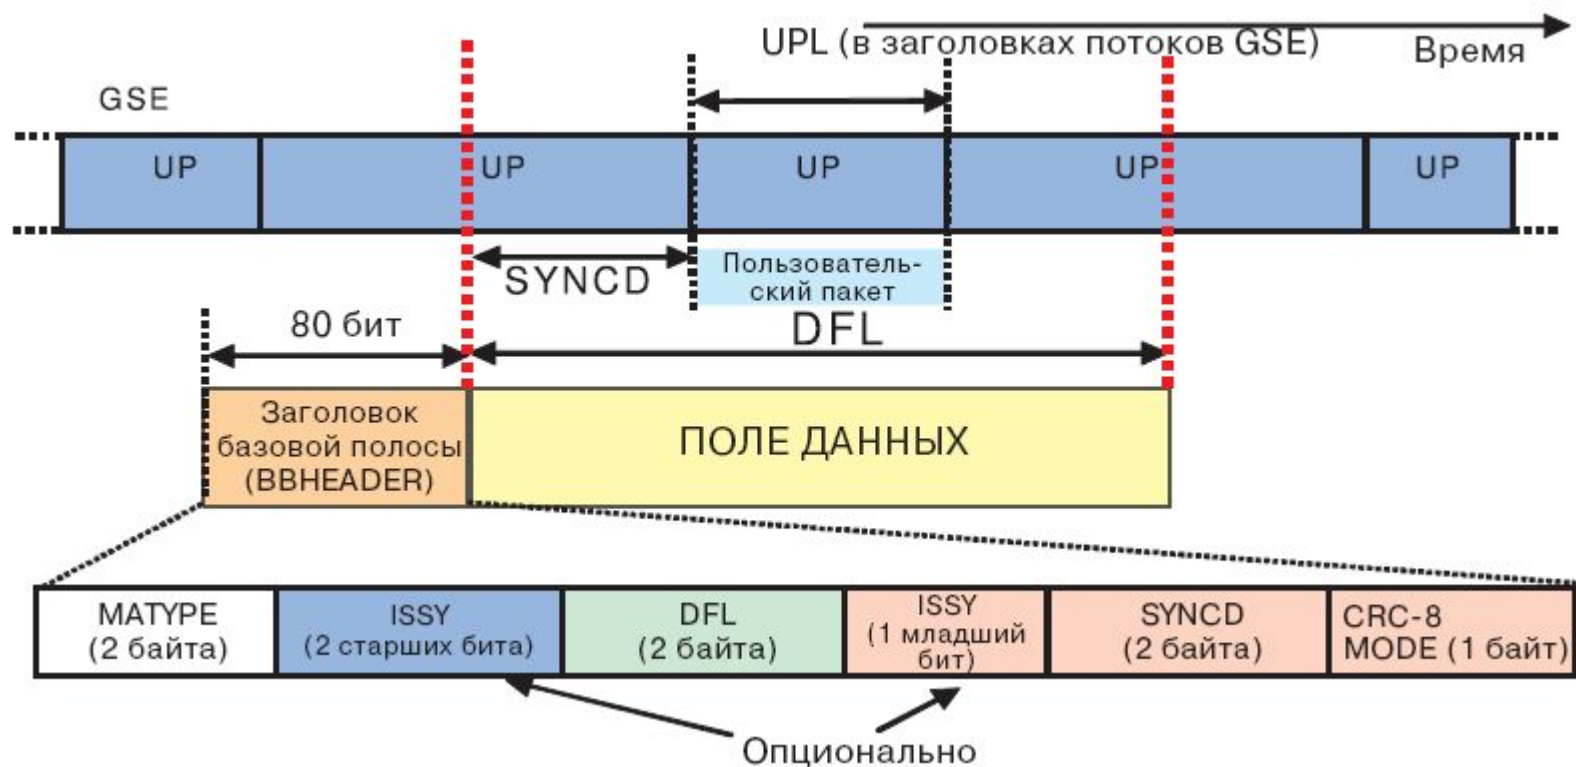 UPL (в заголовках потоков GSE)
Время
GSE
UP
UP
UP
UP
UP
SYNCD
Пользователь-
ский пакет
80 бит
DFL
Заголовок
базовой полосы
(BBHEADER)
ПОЛЕ ДАННЫХ
MATYPE
(2 байта)
ISSY
(2 старших бита)
DFL
(2 байта)
ISSY
(1 младший
бит)
SYNCD
(2 байта)
CRC-8
MODE (1 байт)
Опционально